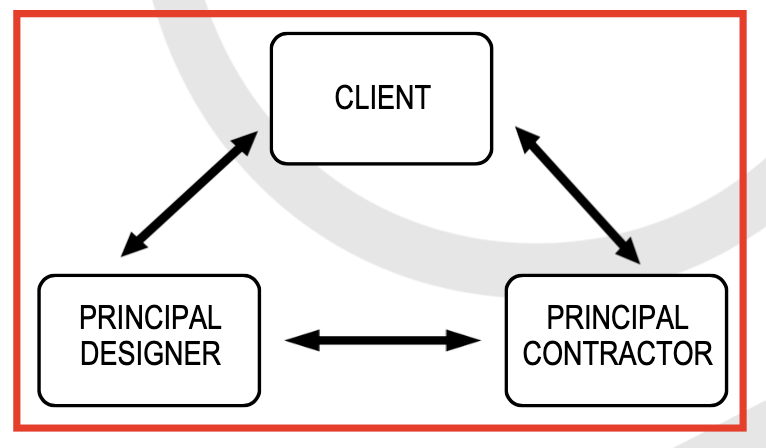 CLIENT
PRINCIPAL
DESIGNER
PRINCIPAL
CONTRACTOR